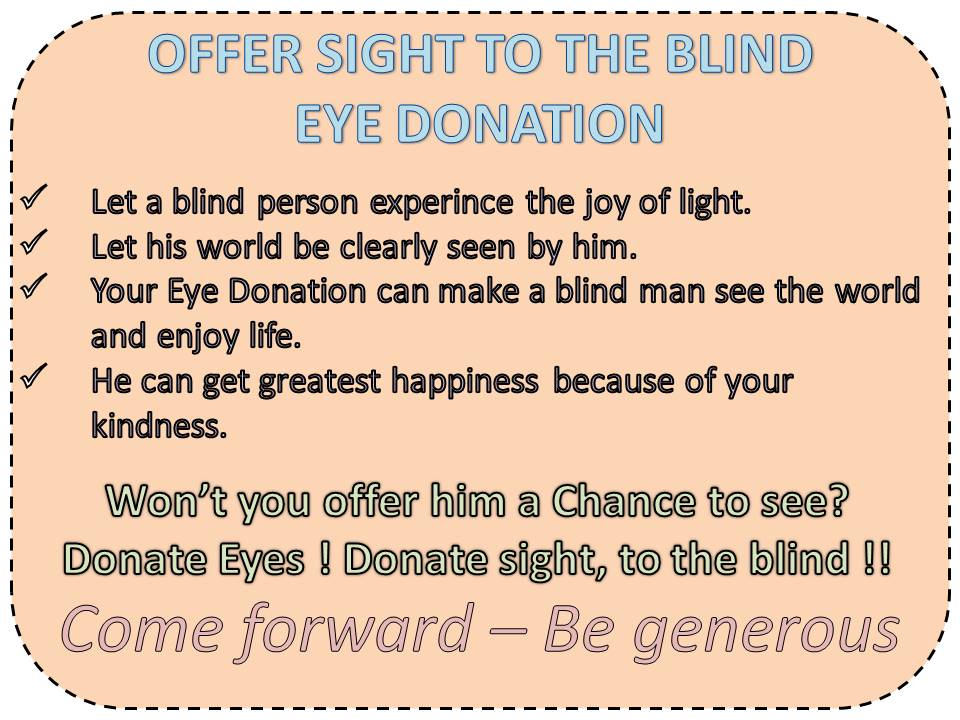 OFFER SIGHT TO THE BLIND
EYE DONATION
✓ Let a blind person experince the joy of light.
✓ Let his world be clearly seen by him.
✓ Your Eye Donation can make a blind man see the world
and enjoy life.
✓ He can get greatest happiness because of your
kindness.
Won’t you offer him a Chance to see?
Donate Eyes ! Donate sight, to the blind !!
Come forward – Be generous